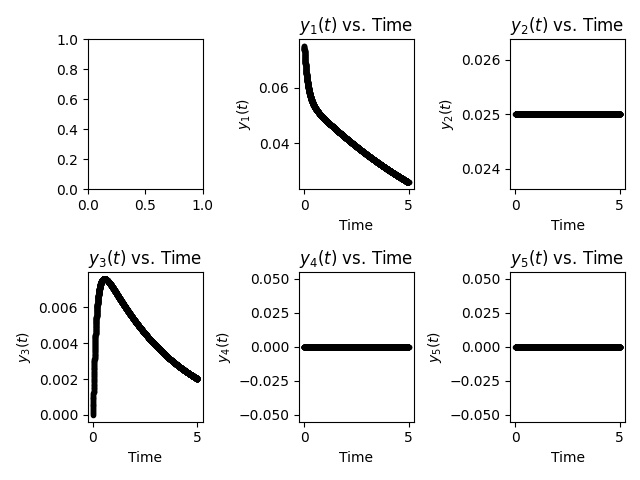 1.0
0.8
0.6
0.4
0.2
0.0
0.0 0.5 1.0
y₁(t) vs. Time
y₁(t)
0.06
0.04
0 5
Time
y₂(t) vs. Time
y₂(t)
0.026
0.025
0.024
0 5
Time
y₃(t) vs. Time
y₃(t)
0.006
0.004
0.002
0.000
0 5
Time
y₄(t) vs. Time
y₄(t)
0.050
0.025
0.000
−0.025
−0.050
0 5
Time
y₅(t) vs. Time
y₅(t)
0.050
0.025
0.000
−0.025
−0.050
0 5
Time